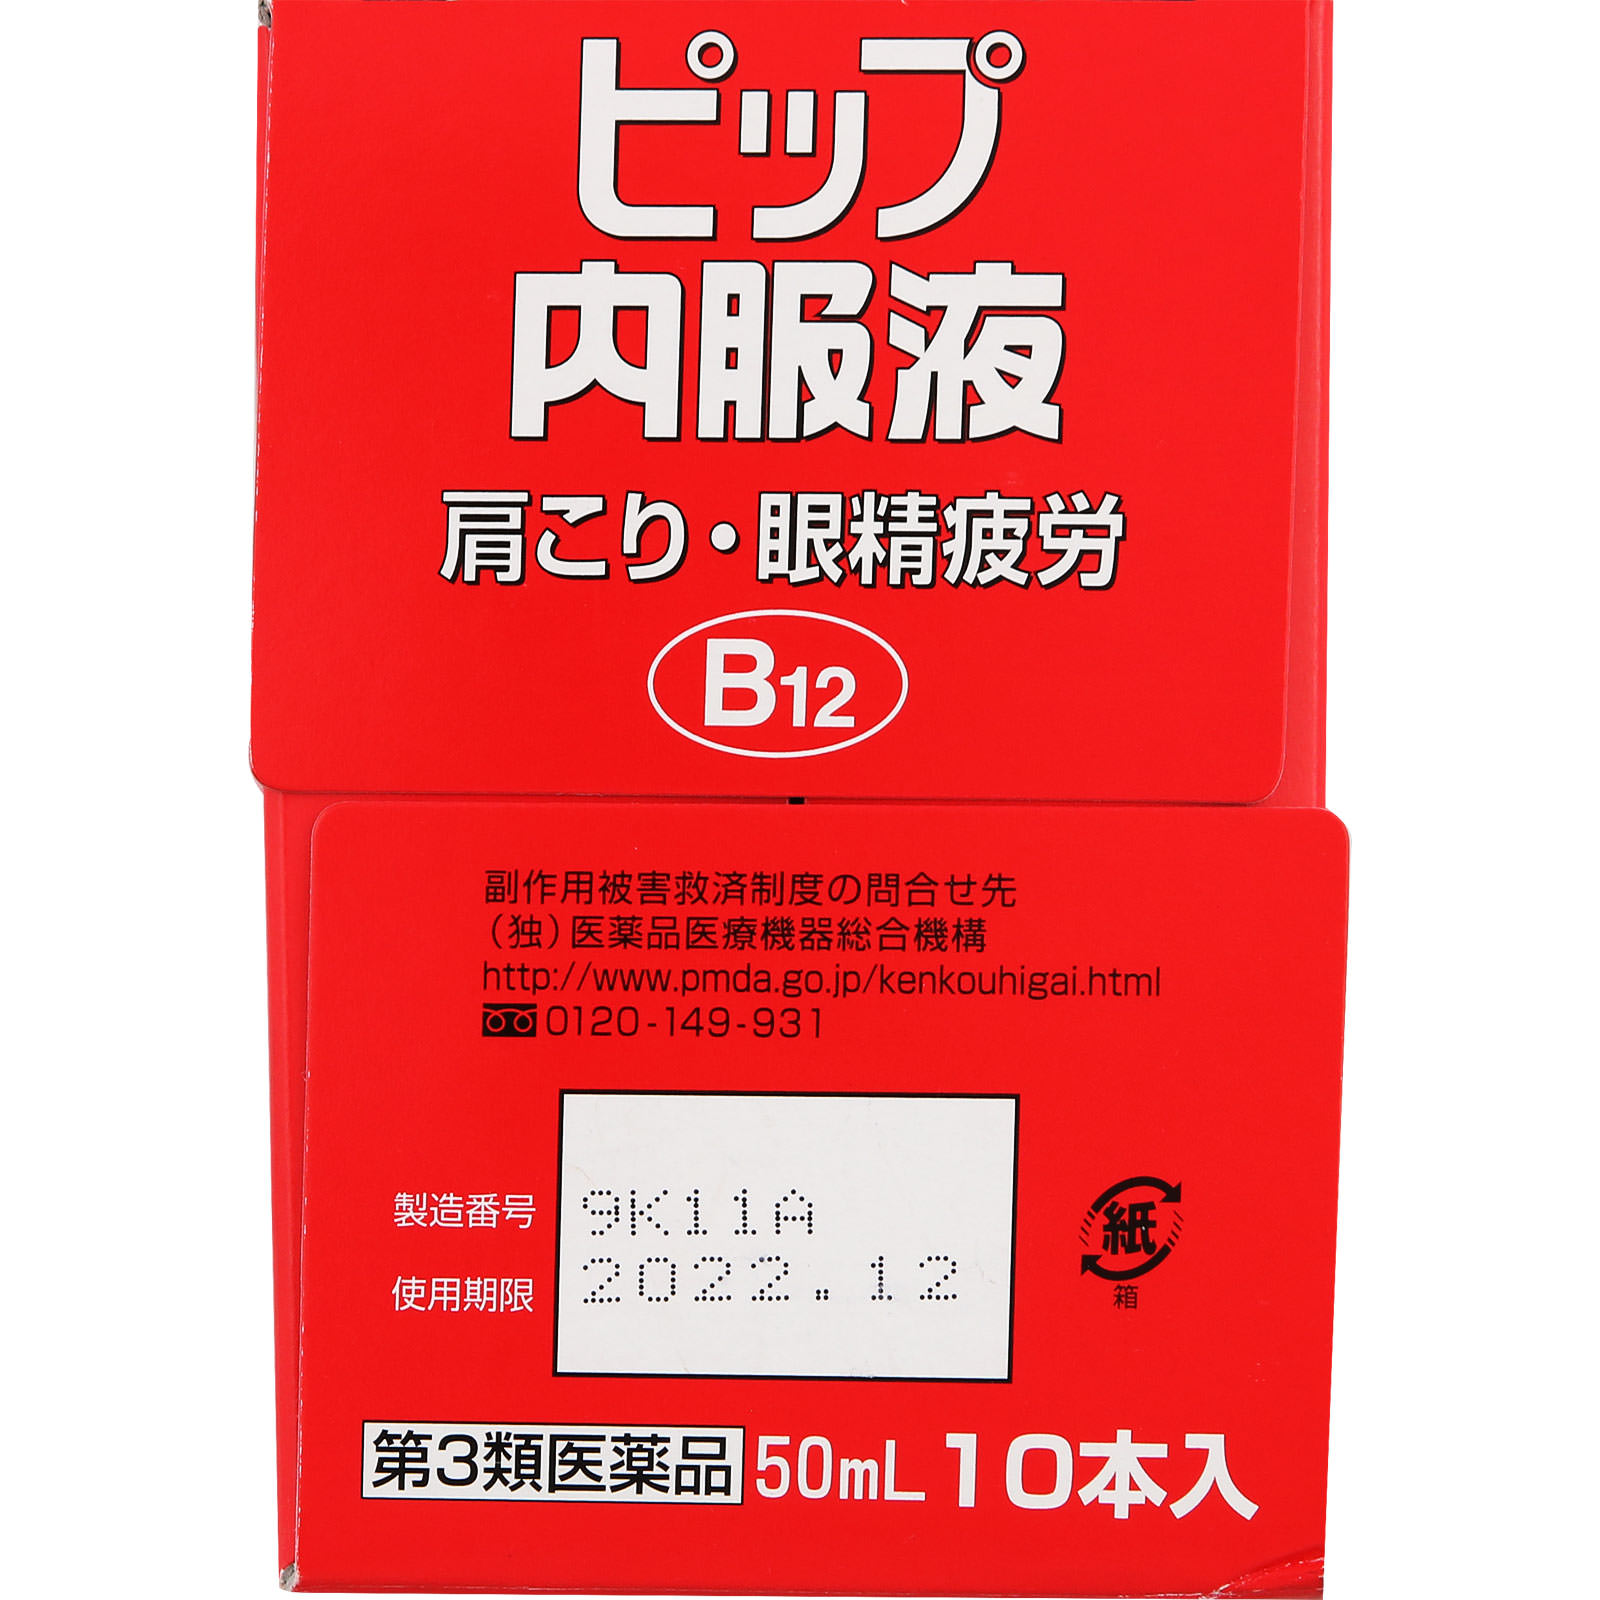 ピップ
内服液
肩こり・眼精疲労
B12
副作用被害救済制度の問合せ先
（独）医薬品医療機器総合機構
http://www.pmda.go.jp/kenkouhigai.html
0120-149-931
製造番号 9K11A
使用期限 2022.12
紙
箱
第3類医薬品 50mL 10本入